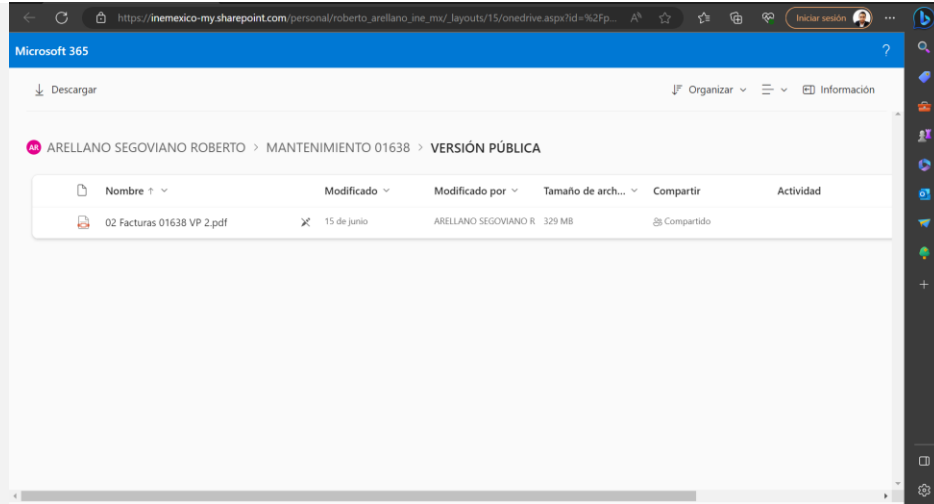 https://inemexico-my.sharepoint.com/personal/roberto_arellano_ine_mx/_layouts/15/onedrive.aspx?id=%2Fp...
Iniciar sesión
Microsoft 365
?
Descargar
Organizar
Información
AR ARELLANO SEGOVIANO ROBERTO > MANTENIMIENTO 01638 > VERSIÓN PÚBLICA
Nombre ↑ Modificado Modificado por Tamaño de arch... Compartir Actividad
02 Facturas 01638 VP 2.pdf 15 de junio ARELLANO SEGOVIANO R 329 MB Compartido